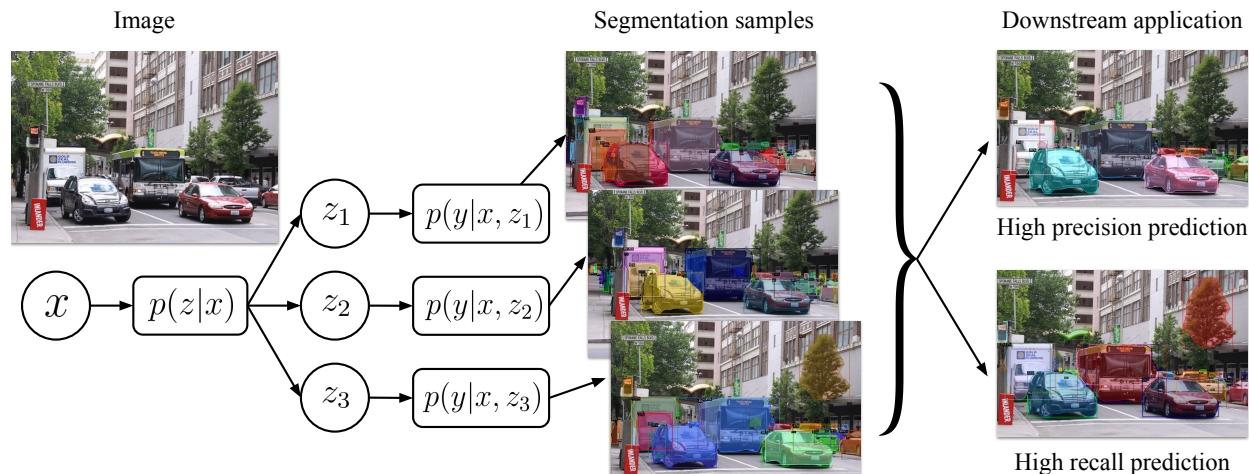 Image
Segmentation samples
Downstream application
x
p(z|x)
z₁
p(y|x, z₁)
z₂
p(y|x, z₂)
z₃
p(y|x, z₃)
High precision prediction
High recall prediction